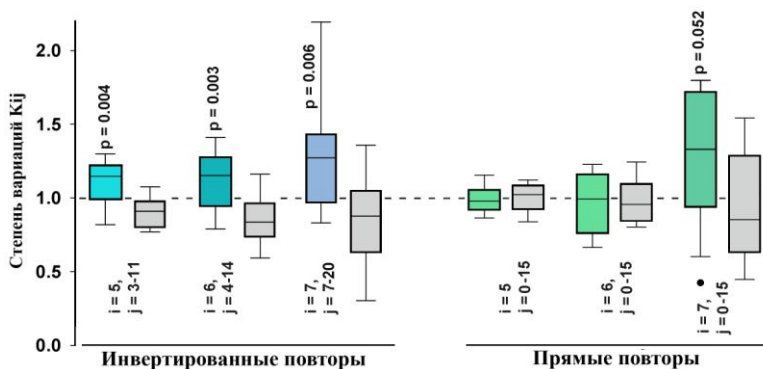 Степень вариаций Kij
2.0
1.5
1.0
0.5
0.0
p = 0.004
p = 0.003
p = 0.006
p = 0.052
i = 5,
j = 3-11
i = 6,
j = 4-14
i = 7,
j = 7-20
i = 5
j = 0-15
i = 6,
j = 0-15
i = 7,
j = 0-15
Инвертированные повторы
Прямые повторы